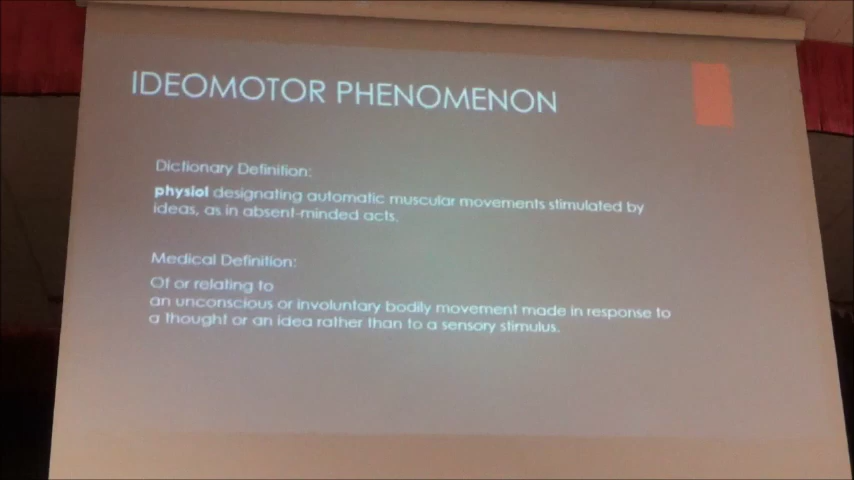 IDEOMOTOR PHENOMENON
Dictionary Definition:
physiol designating automatic muscular movements stimulated by
ideas, as in absent-minded acts.
Medical Definition:
Of or relating to
an unconscious or involuntary bodily movement made in response to
a thought or an idea rather than to a sensory stimulus.